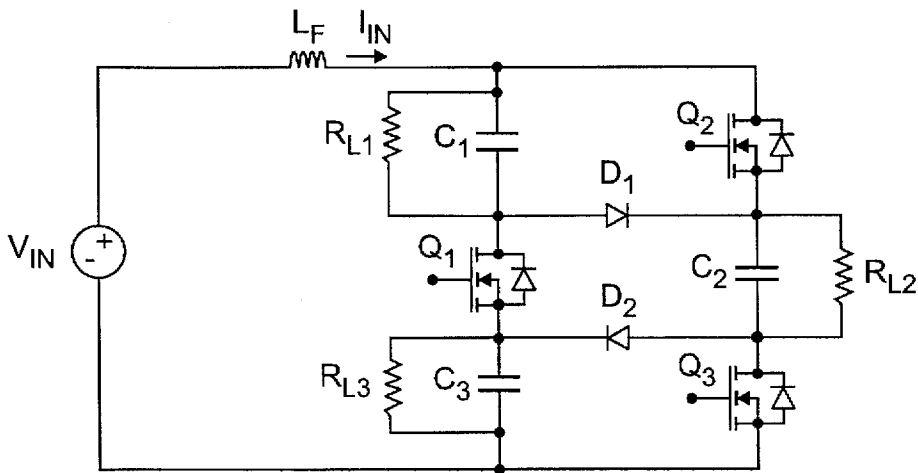 L_F I_IN
R_L1 C_1 Q_2
D_1
V_IN + - Q_1 C_2 R_L2
D_2
R_L3 C_3 Q_3